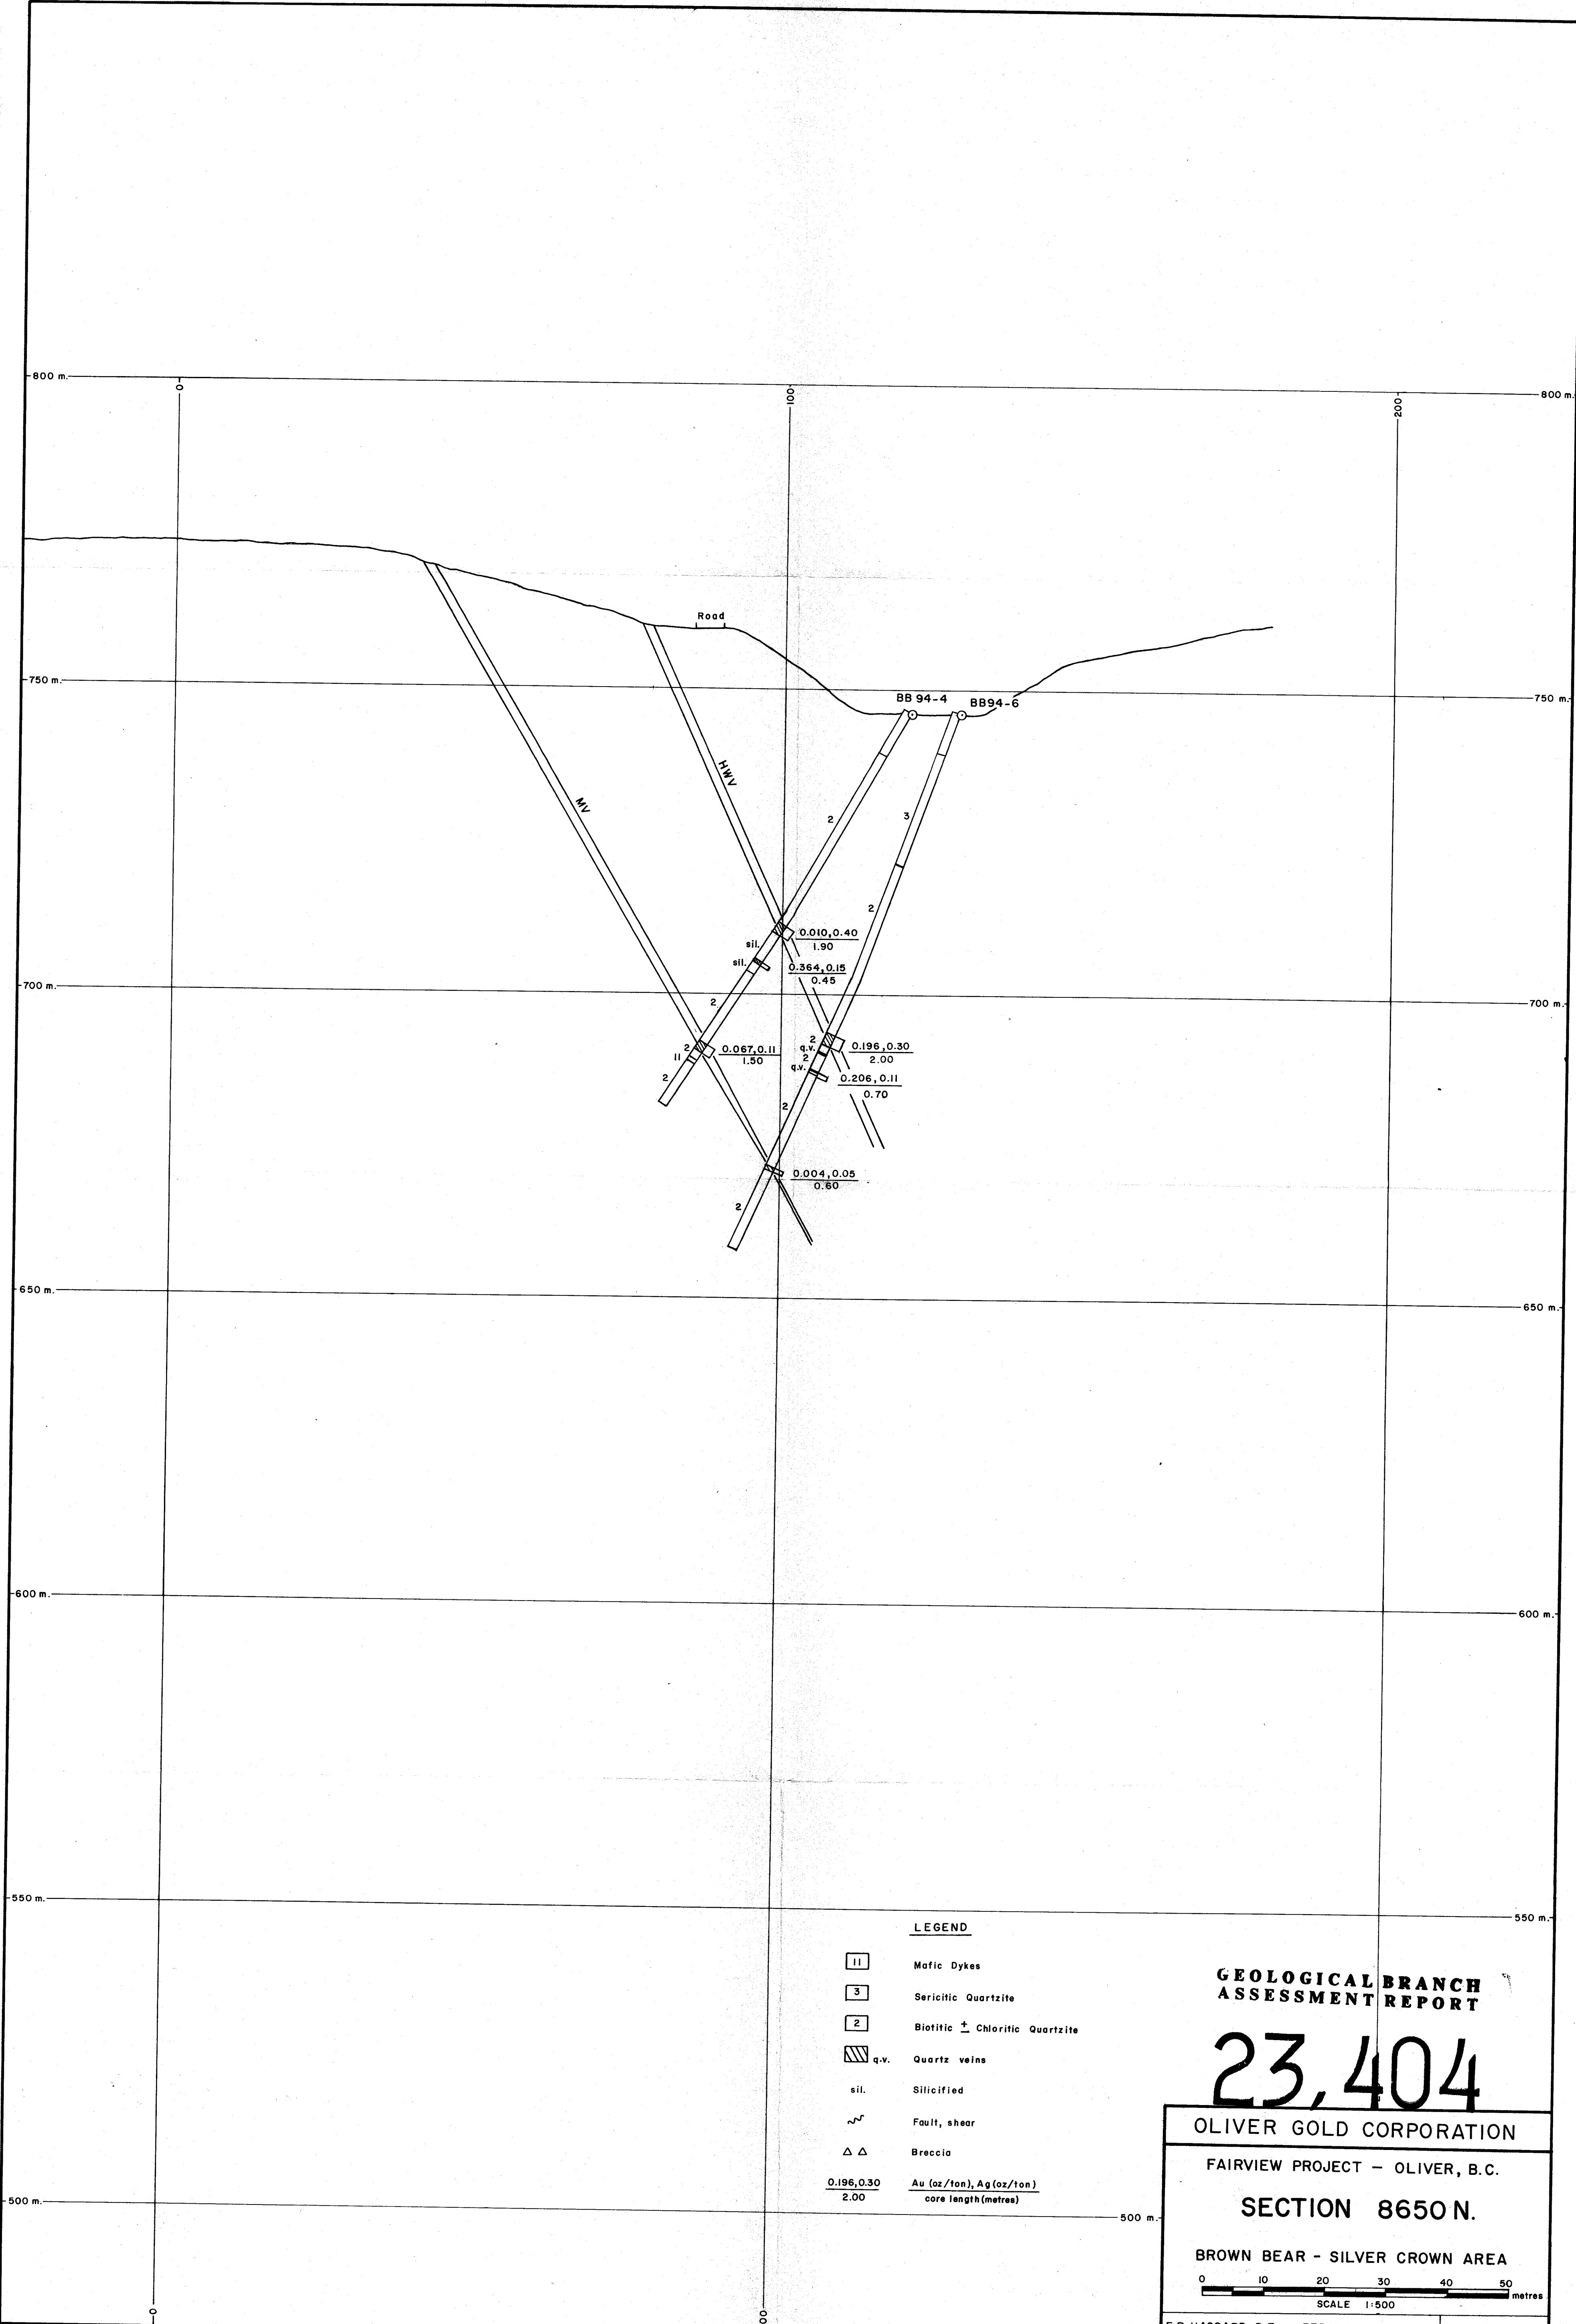 800 m.
0
100
200
800 m.
Road
750 m.
750 m.
BB 94-4
BB94-6
HWV
MV
2
3
2
0.010,0.40
1.90
sil.
sil.
0.364,0.15
0.45
700 m.
700 m.
2
2
11
0.067,0.11
1.50
2
q.v.
2
q.v.
0.196,0.30
2.00
0.206,0.11
0.70
2
2
0.004,0.05
0.60
2
650 m.
650 m.
600 m.
600 m.
550 m.
550 m.
LEGEND
11 Mafic Dykes
3 Sericitic Quartzite
2 Biotitic ± Chloritic Quartzite
q.v. Quartz veins
sil. Silicified
Fault, shear
Breccia
0.196,0.30 Au (oz/ton), Ag (oz/ton)
2.00 core length (metres)
500 m.
500 m.
GEOLOGICAL BRANCH
ASSESSMENT REPORT
23,404
OLIVER GOLD CORPORATION
FAIRVIEW PROJECT – OLIVER, B.C.
SECTION 8650 N.
BROWN BEAR - SILVER CROWN AREA
0 10 20 30 40 50 metres
SCALE 1:500
0